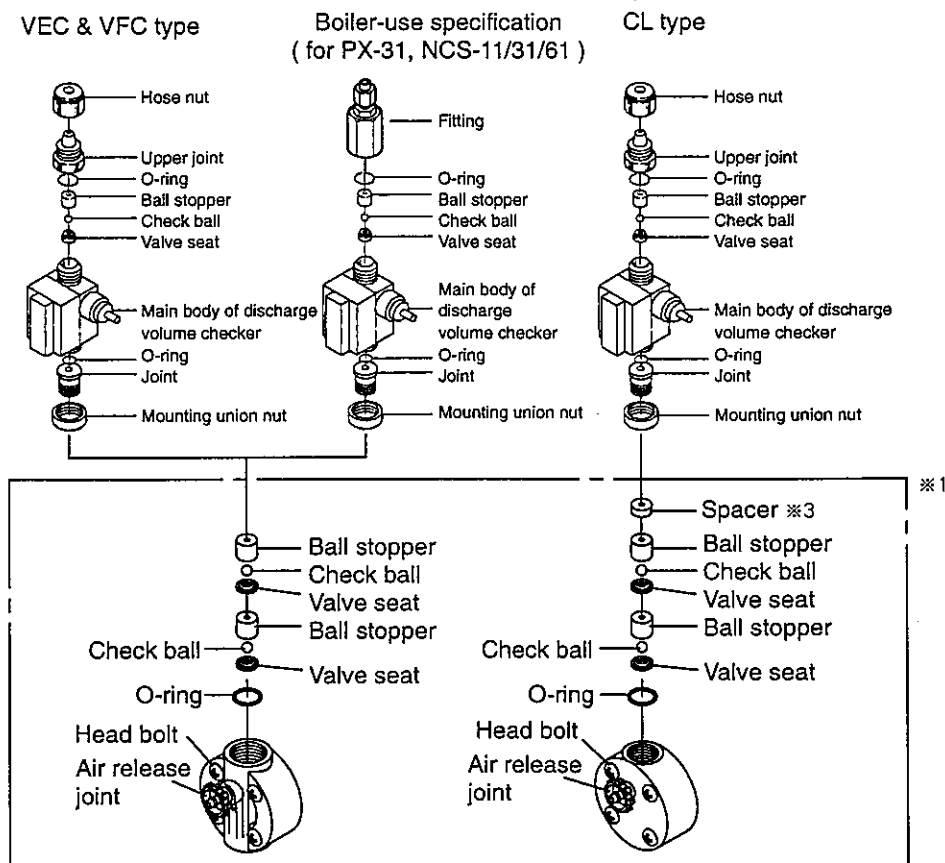 VEC & VFC type
Hose nut
Upper joint
O-ring
Ball stopper
Check ball
Valve seat
Main body of discharge
volume checker
O-ring
Joint
Mounting union nut
Boiler-use specification
( for PX-31, NCS-11/31/61 )
Fitting
O-ring
Ball stopper
Check ball
Valve seat
Main body of
discharge
volume checker
O-ring
Joint
Mounting union nut
CL type
Hose nut
Upper joint
O-ring
Ball stopper
Check ball
Valve seat
Main body of discharge
volume checker
O-ring
Joint
Mounting union nut
※1
Ball stopper
Check ball
Valve seat
Ball stopper
Check ball
Valve seat
O-ring
Head bolt
Air release
joint
Spacer ※3
Ball stopper
Check ball
Valve seat
Ball stopper
Check ball
Valve seat
O-ring
Head bolt
Air release
joint